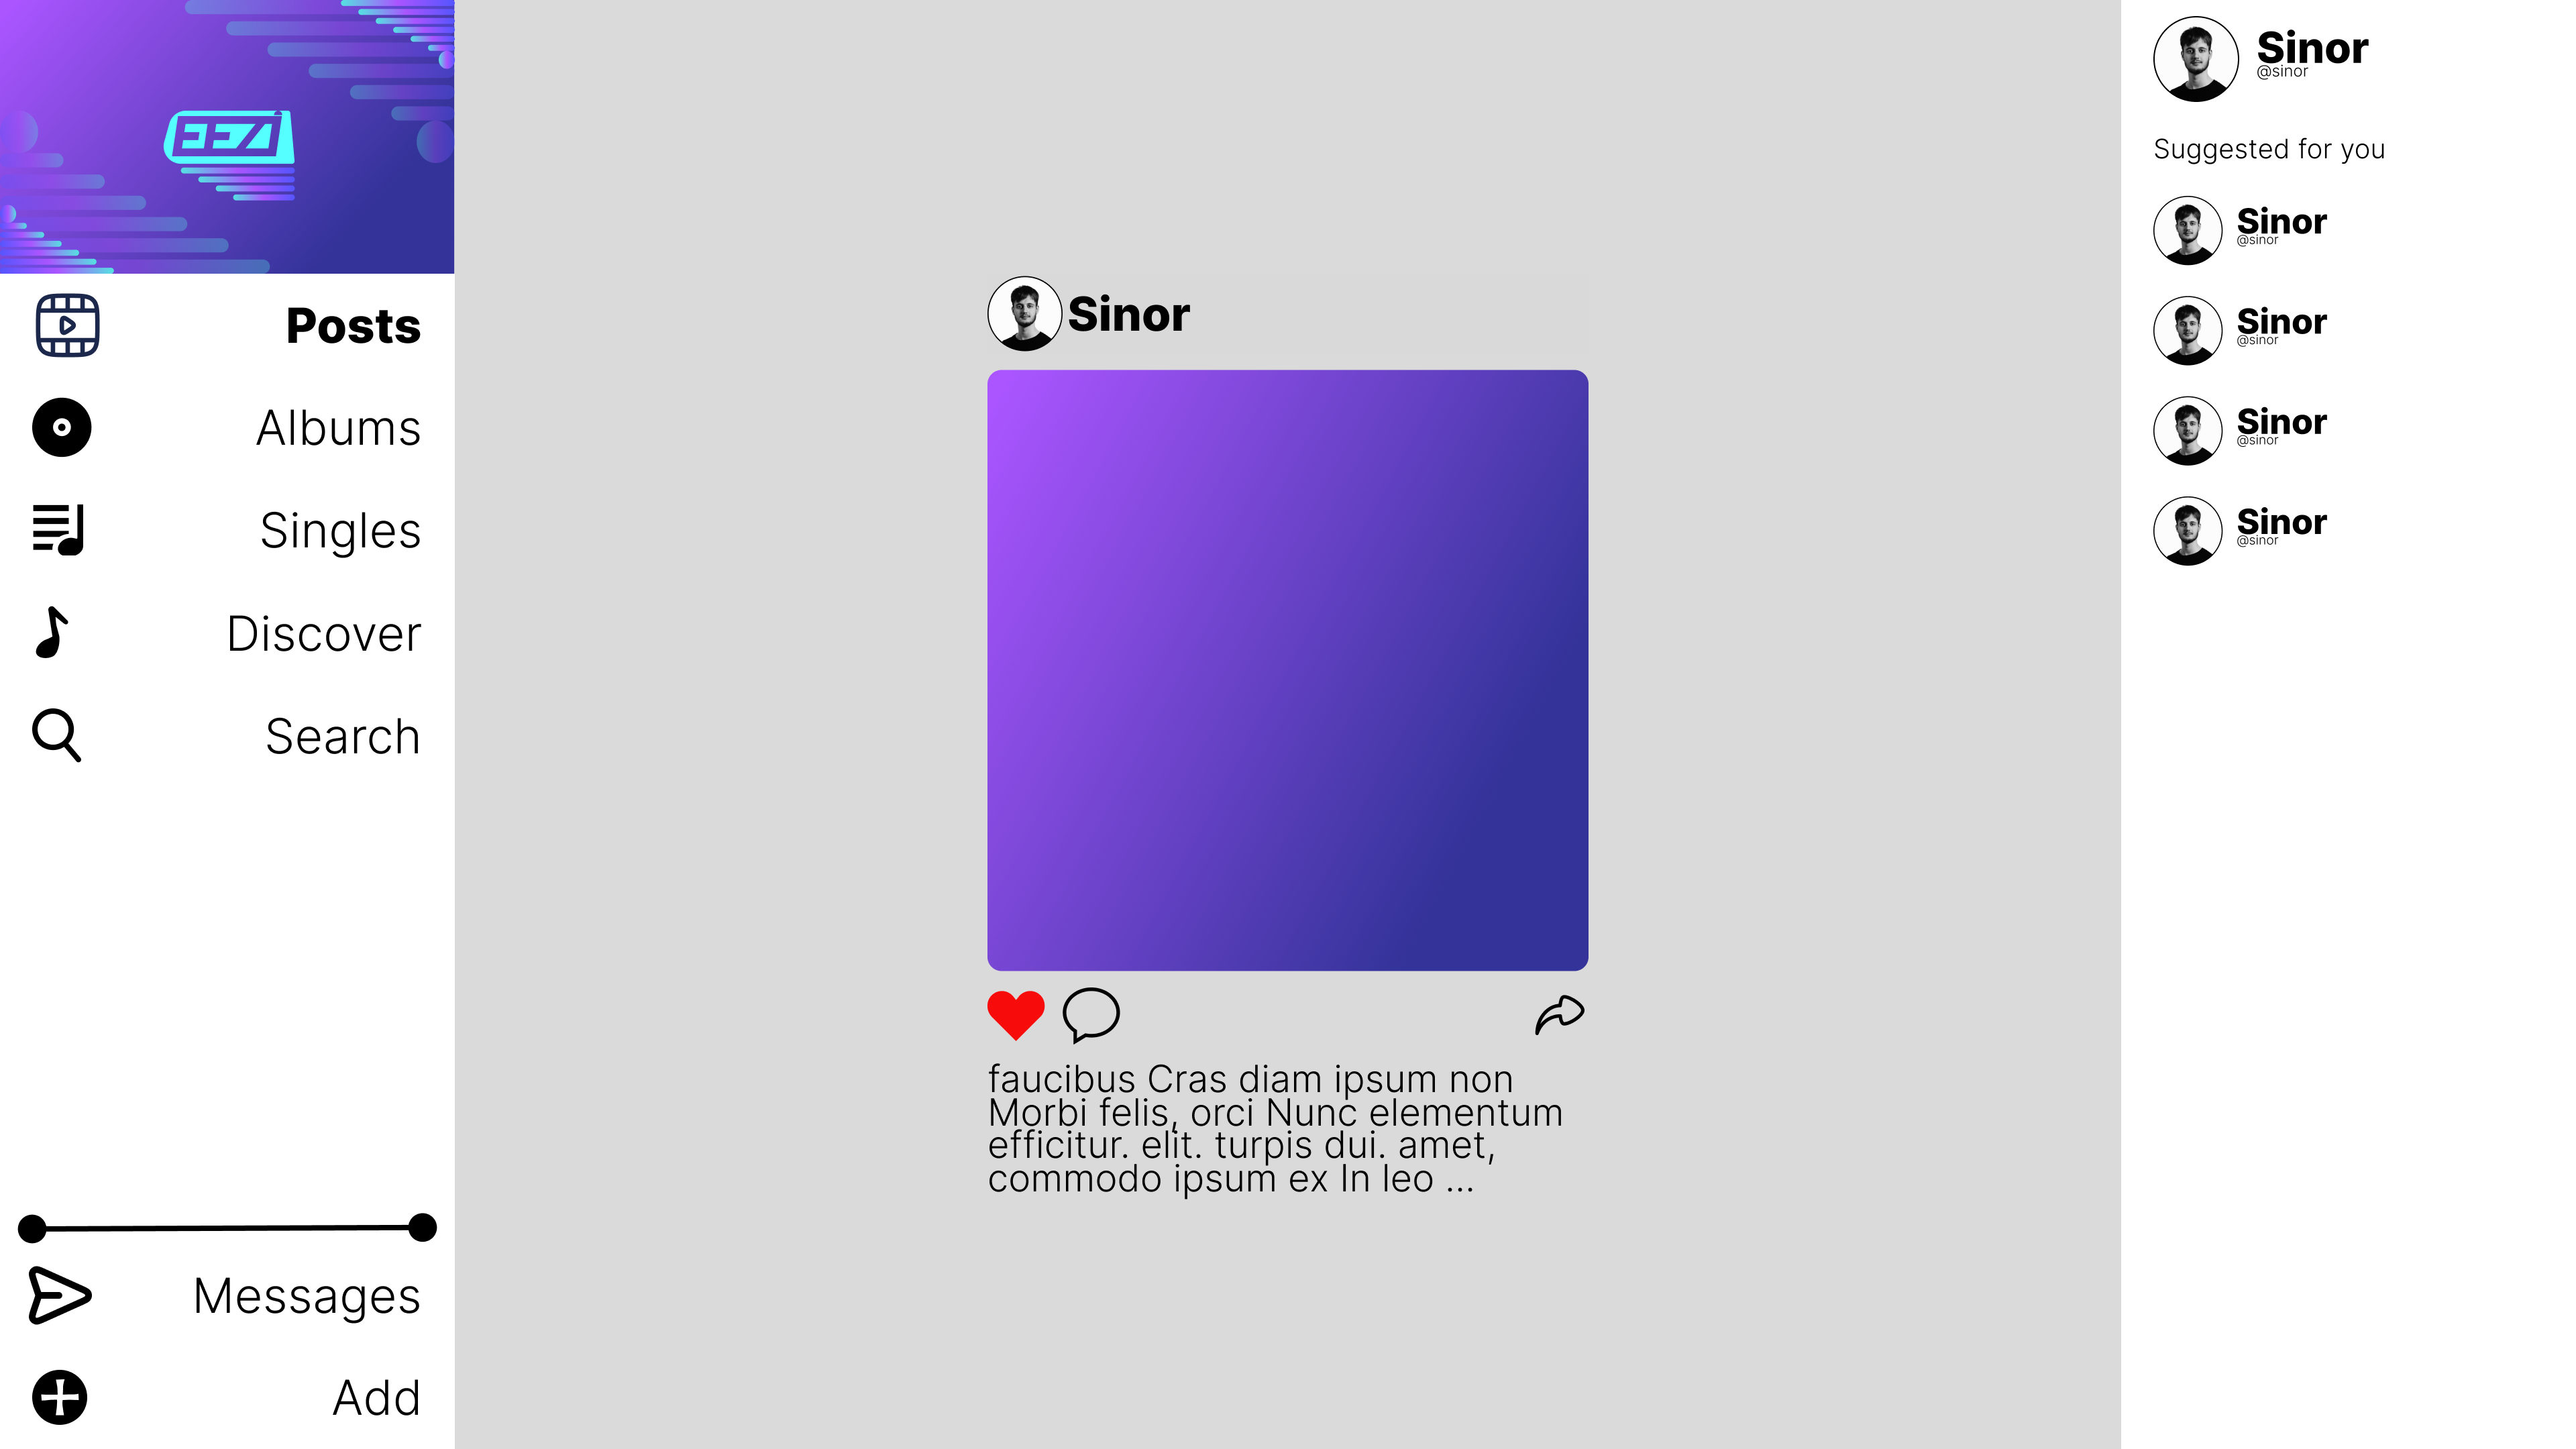 Posts
Albums
Singles
Discover
Search
Messages
Add
Sinor
faucibus Cras diam ipsum non
Morbi felis, orci Nunc elementum
efficitur. elit. turpis dui. amet,
commodo ipsum ex In leo ...
Sinor
@sinor
Suggested for you
Sinor
@sinor
Sinor
@sinor
Sinor
@sinor
Sinor
@sinor